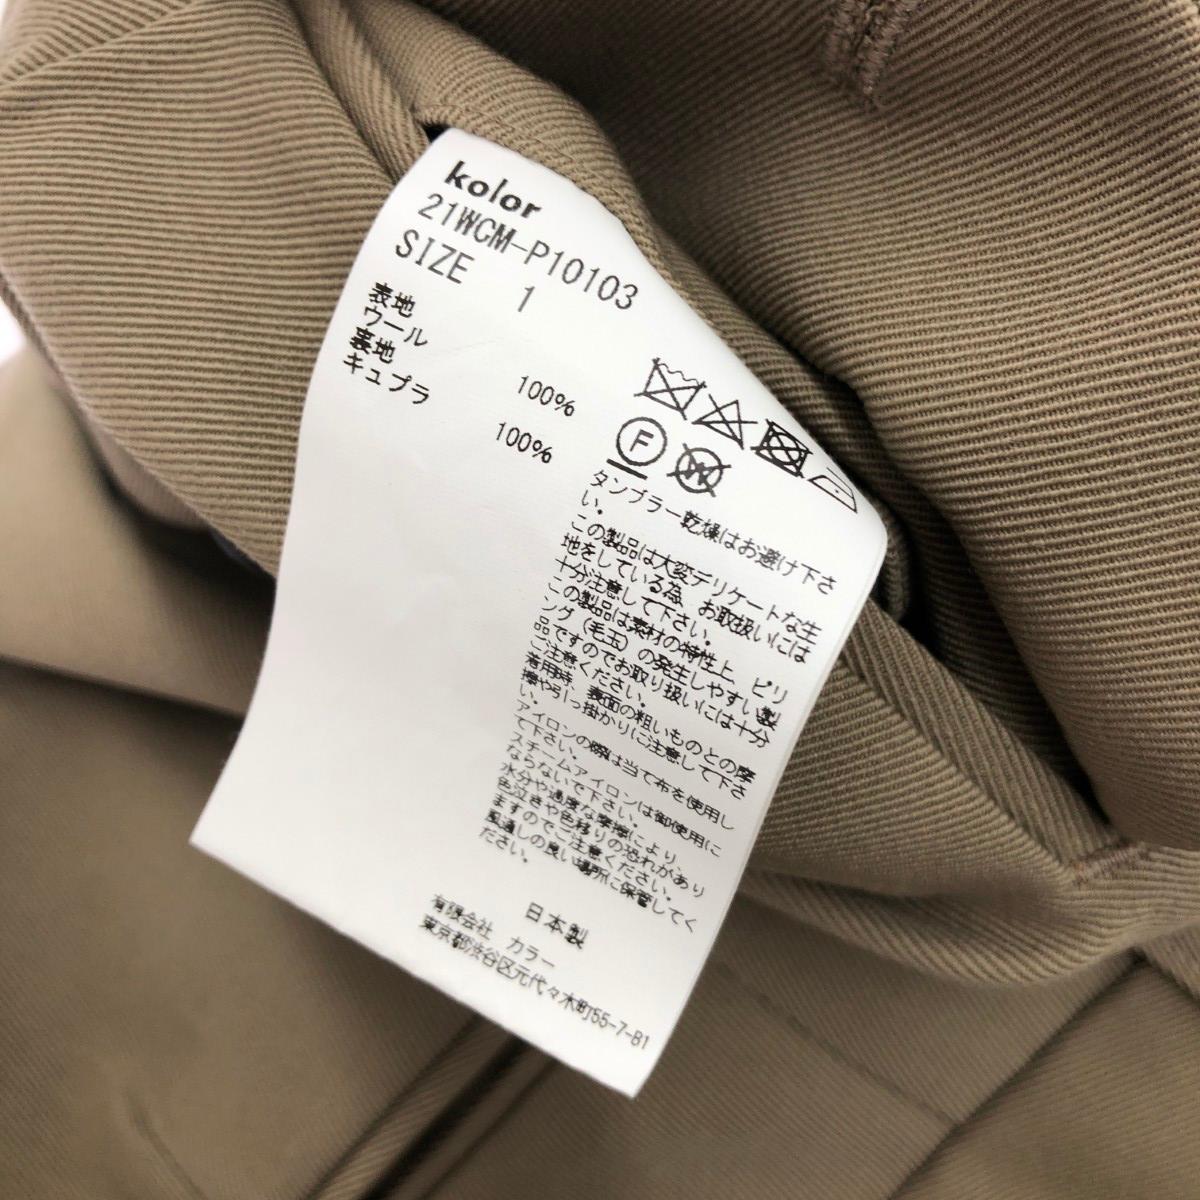 kolor
21WCM-P10103
SIZE 1
表地
ウール 100%
裏地
キュプラ 100%
F
W
タンブラー乾燥はお避け下さ
い。
この製品は大変デリケートな生
地をしている為、お取扱いには
十分注意して下さい。
この製品は素材の特性上、ピリ
ング（毛玉）の発生しやすい製
品ですのでお取り扱いには十分
ご注意ください。
着用時、表面の粗いものとの摩
擦や引っ掛かりに注意して下さ
い。
アイロンの際は当て布を使用し
て下さい。
スチームアイロンは御使用に
ならないで下さい。
水分や過度な摩擦により、
色泣きや色移りの恐れがあり
ますのでご注意ください。
風通しの良い場所に保管してく
ださい。
日本製
有限会社 カラー
東京都渋谷区元代々木町55-7-B1